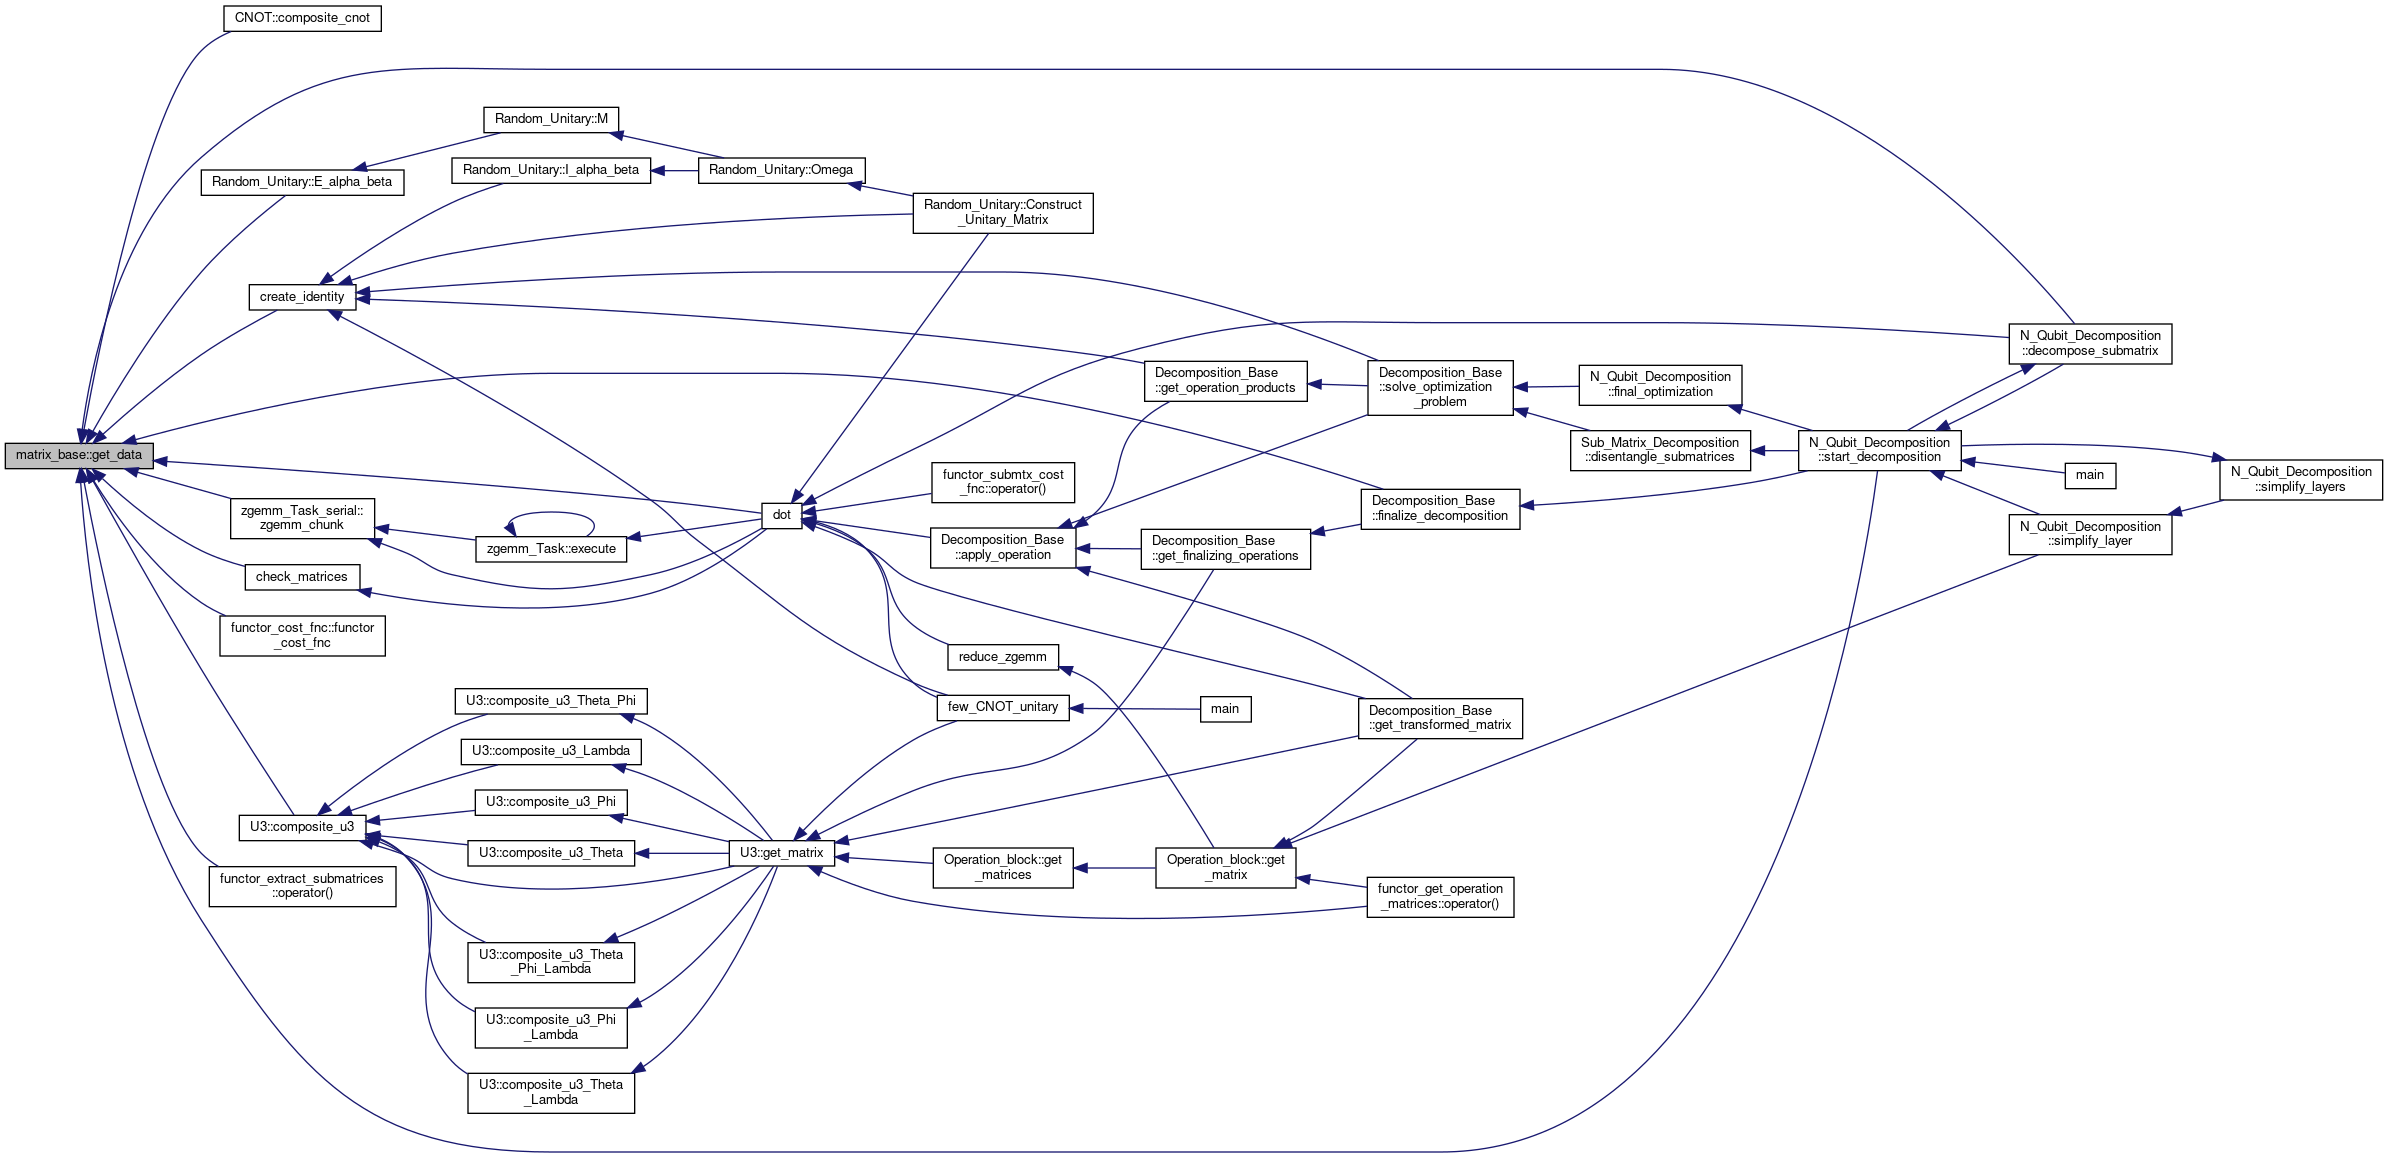 CNOT::composite_cnot
Random_Unitary::M
Random_Unitary::I_alpha_beta
Random_Unitary::Omega
Random_Unitary::E_alpha_beta
Random_Unitary::Construct
_Unitary_Matrix
create_identity
N_Qubit_Decomposition
::decompose_submatrix
Decomposition_Base
::get_operation_products
Decomposition_Base
::solve_optimization
_problem
N_Qubit_Decomposition
::final_optimization
matrix_base::get_data
Sub_Matrix_Decomposition
::disentangle_submatrices
N_Qubit_Decomposition
::start_decomposition
main
N_Qubit_Decomposition
::simplify_layers
functor_submtx_cost
_fnc::operator()
zgemm_Task_serial::
zgemm_chunk
dot
Decomposition_Base
::finalize_decomposition
N_Qubit_Decomposition
::simplify_layer
zgemm_Task::execute
Decomposition_Base
::apply_operation
Decomposition_Base
::get_finalizing_operations
check_matrices
functor_cost_fnc::functor
_cost_fnc
reduce_zgemm
U3::composite_u3_Theta_Phi
few_CNOT_unitary
main
Decomposition_Base
::get_transformed_matrix
U3::composite_u3_Lambda
U3::composite_u3_Phi
U3::composite_u3
U3::composite_u3_Theta
U3::get_matrix
Operation_block::get
_matrices
Operation_block::get
_matrix
functor_extract_submatrices
::operator()
functor_get_operation
_matrices::operator()
U3::composite_u3_Theta
_Phi_Lambda
U3::composite_u3_Phi
_Lambda
U3::composite_u3_Theta
_Lambda